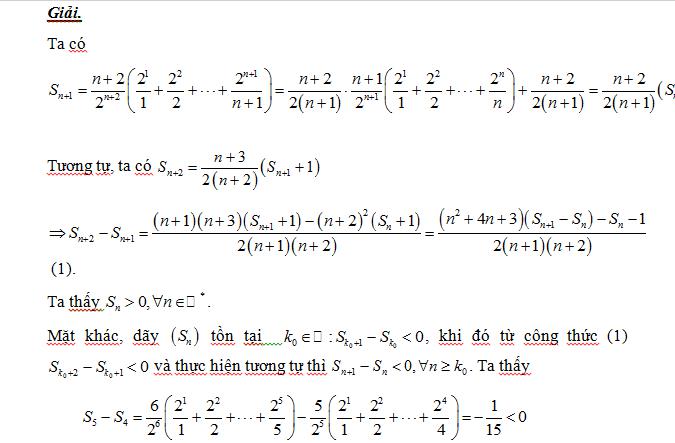 Giải.
Ta có
S_{n+1} = \frac{n+2}{2^{n+2}}\left(\frac{2^1}{1}+\frac{2^2}{2}+\cdots+\frac{2^{n+1}}{n+1}\right) = \frac{n+2}{2(n+1)}\cdot\frac{n+1}{2^{n+1}}\left(\frac{2^1}{1}+\frac{2^2}{2}+\cdots+\frac{2^n}{n}\right)+\frac{n+2}{2(n+1)} = \frac{n+2}{2(n+1)}(S
Tương tự, ta có S_{n+2} = \frac{n+3}{2(n+2)}(S_{n+1}+1)
⇒ S_{n+2} − S_{n+1} = \frac{(n+1)(n+3)(S_{n+1}+1)−(n+2)^2(S_n+1)}{2(n+1)(n+2)} = \frac{(n^2+4n+3)(S_{n+1}−S_n)−S_n−1}{2(n+1)(n+2)}
(1).
Ta thấy S_n > 0, ∀n ∈ □ ^*.
Mặt khác, dãy (S_n) tồn tại k_0 ∈ □ : S_{k_0+1} − S_{k_0} < 0, khi đó từ công thức (1)
S_{k_0+2} − S_{k_0+1} < 0 và thực hiện tương tự thì S_{n+1} − S_n < 0, ∀n ≥ k_0. Ta thấy
S_5 − S_4 = \frac{6}{2^6}\left(\frac{2^1}{1}+\frac{2^2}{2}+\cdots+\frac{2^5}{5}\right)−\frac{5}{2^5}\left(\frac{2^1}{1}+\frac{2^2}{2}+\cdots+\frac{2^4}{4}\right) = −\frac{1}{15} < 0